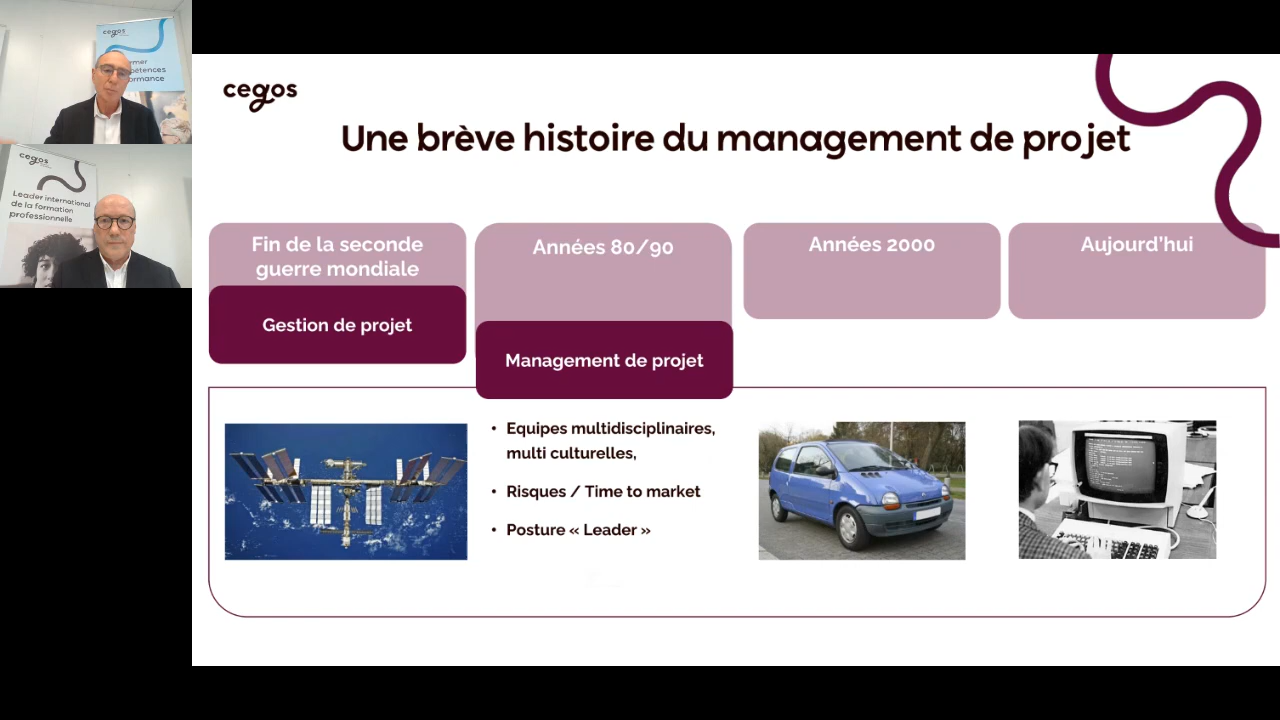 cegos
pétences
ormance
cegos
Leader international
de la formation
professionnelle
cegos
Une brève histoire du management de projet
Fin de la seconde
guerre mondiale
Gestion de projet
Années 80/90
Management de projet
Années 2000
Aujourd'hui
• Equipes multidisciplinaires,
multi culturelles,
• Risques / Time to market
• Posture « Leader »